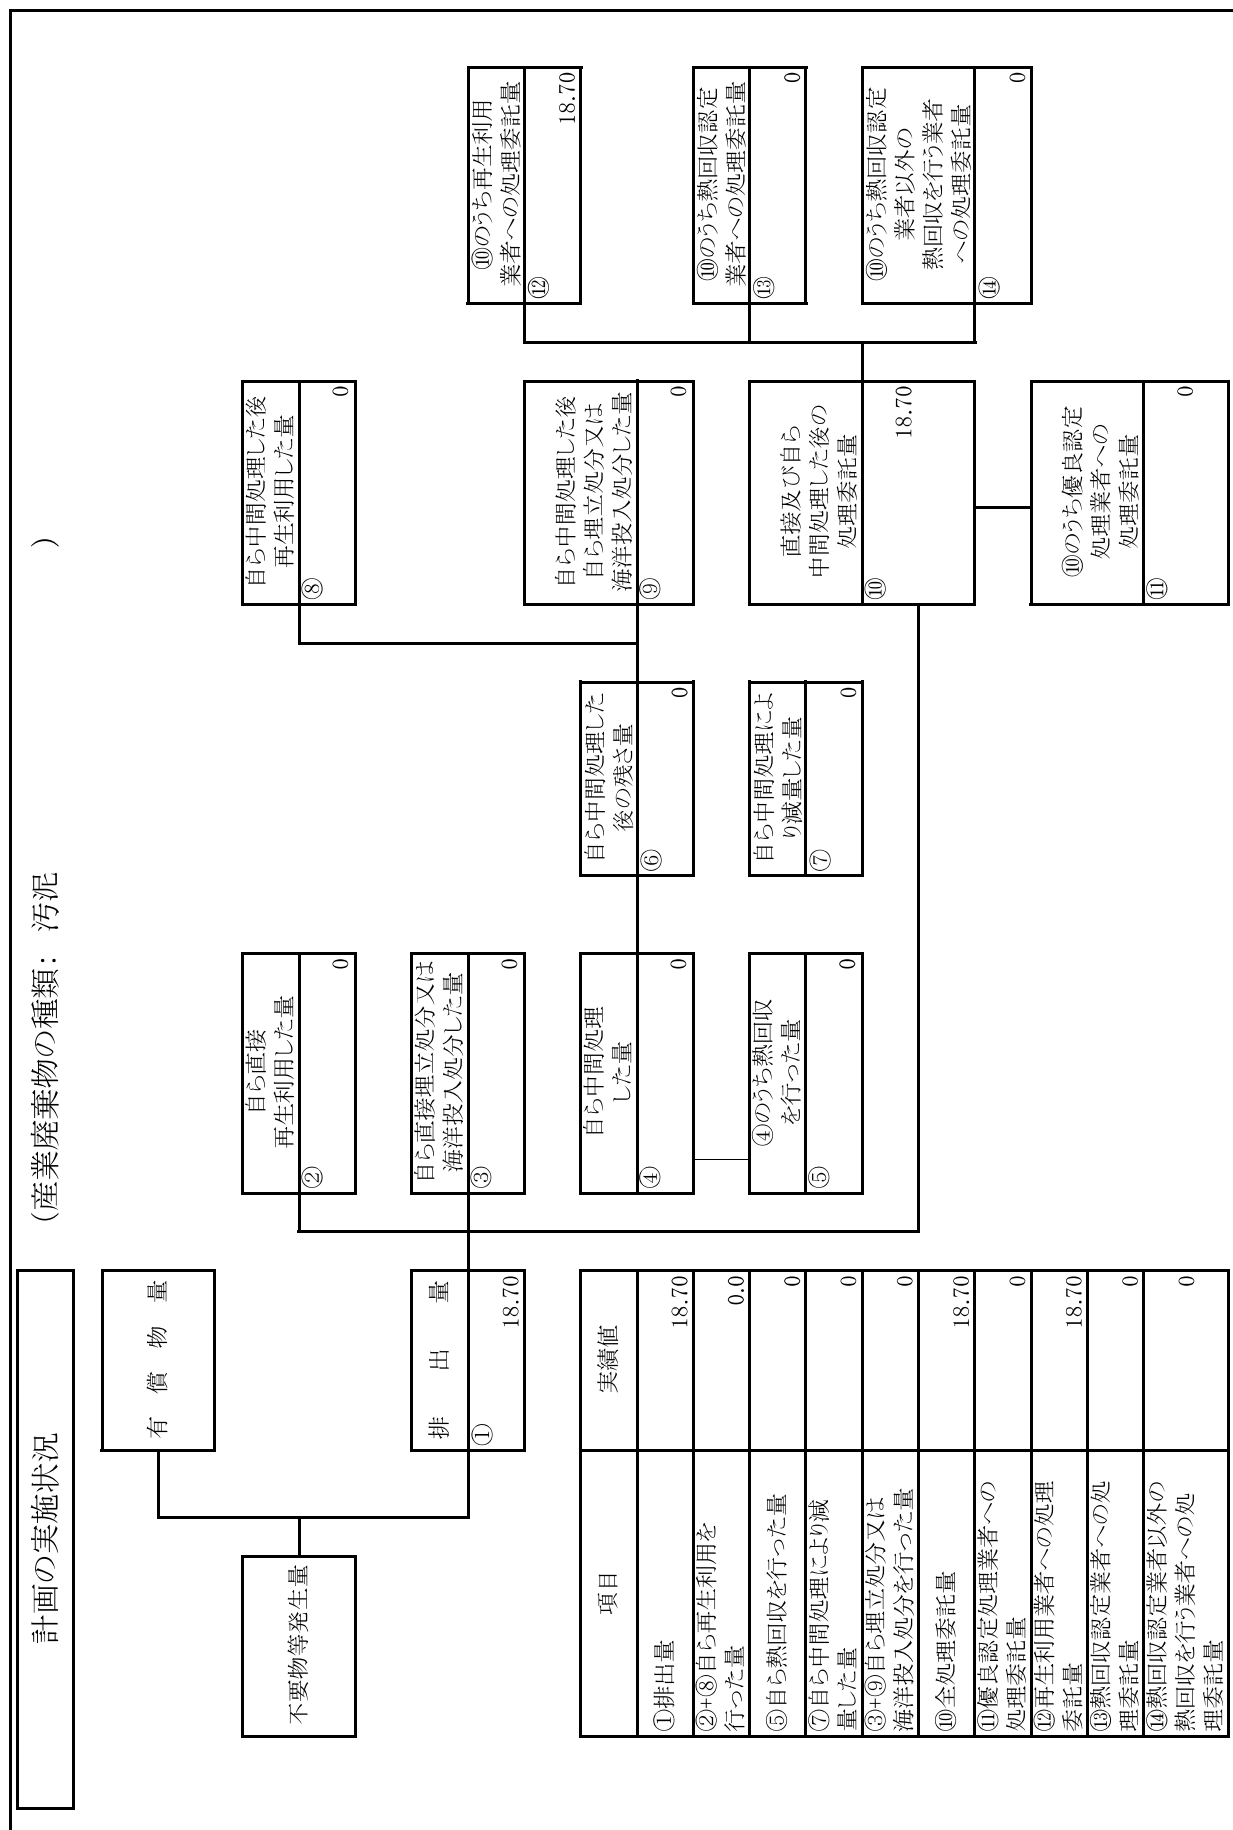 計画の実施状況
（産業廃棄物の種類： 汚泥 ）
不要物等発生量
有 償 物 量
排 出 量
① 18.70
自ら直接
再生利用した量
② 0
自ら直接埋立処分又は
海洋投入処分した量
③ 0
自ら中間処理
した量
④ 0
④のうち熱回収
を行った量
⑤ 0
自ら中間処理した
後の残さ量
⑥ 0
自ら中間処理によ
り減量した量
⑦ 0
自ら中間処理した後
再生利用した量
⑧ 0
自ら中間処理した後
自ら埋立処分又は
海洋投入処分した量
⑨ 0
直接及び自ら
中間処理した後の
処理委託量
⑩ 18.70
⑩のうち優良認定
処理業者への
処理委託量
⑪ 0
⑩のうち再生利用
業者への処理委託量
⑫ 18.70
⑩のうち熱回収認定
業者への処理委託量
⑬ 0
⑩のうち熱回収認定
業者以外の
熱回収を行う業者
への処理委託量
⑭ 0
項目 実績値
①排出量 18.70
②+⑧自ら再生利用を
行った量 0.0
⑤自ら熱回収を行った量 0
⑦自ら中間処理により減
量した量 0
③+⑨自ら埋立処分又は
海洋投入処分を行った量 0
⑩全処理委託量 18.70
⑪優良認定処理業者への
処理委託量 0
⑫再生利用業者への処理
委託量 18.70
⑬熱回収認定業者への処
理委託量 0
⑭熱回収認定業者以外の
熱回収を行う業者への処
理委託量 0